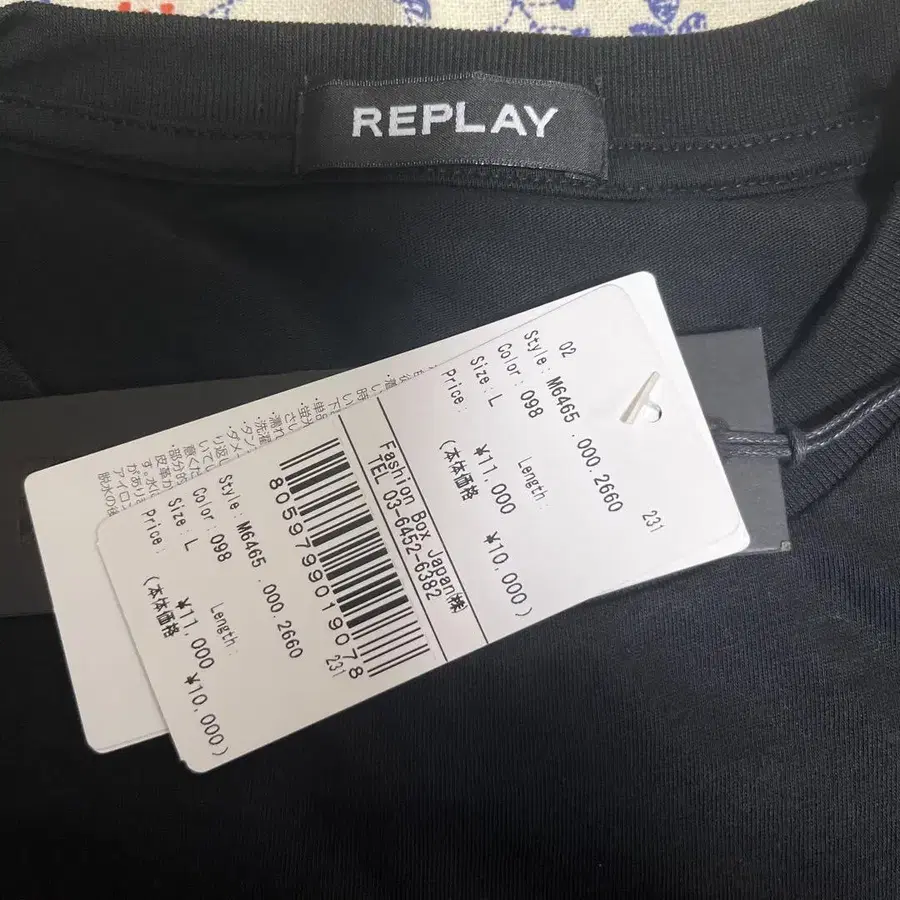 REPLAY
02
Style: M6465 .000.2660
Color: 098 Length: 231
Size: L
Price: ¥11,000
(本体価格 ¥10,000)
Fashion Box Japan(株)
TEL 03-6452-6382
8059799019078
Style: M6465 .000.2660
Color: 098 Length: 231
Size: L
Price: ¥11,000
(本体価格 ¥10,000)